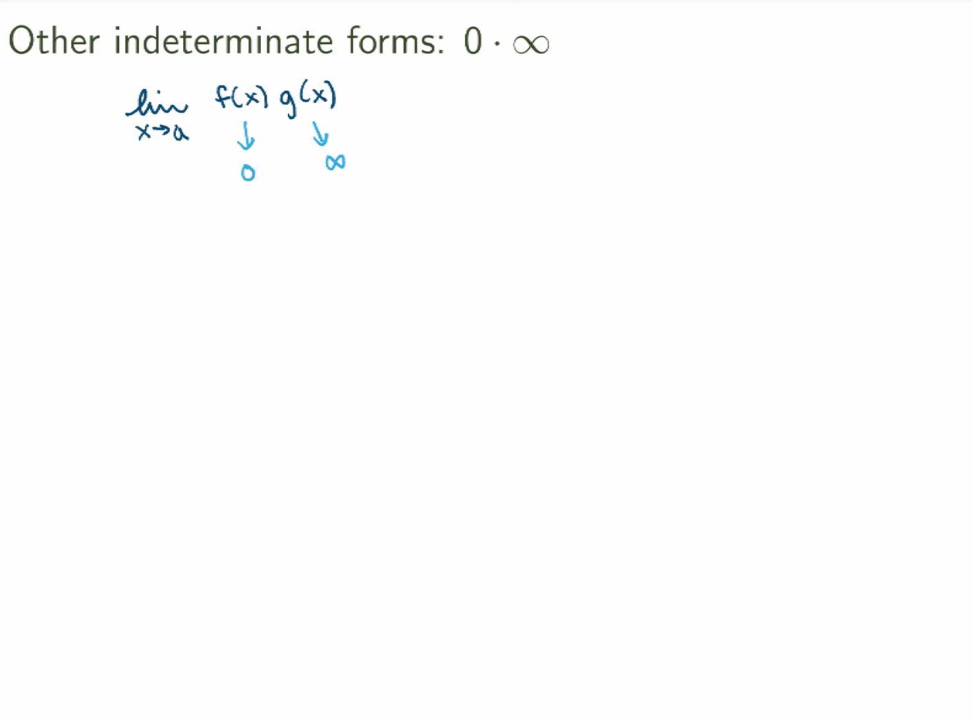 Other indeterminate forms: 0 · ∞
lim f(x) g(x)
x→a ↓ ↓
0 ∞